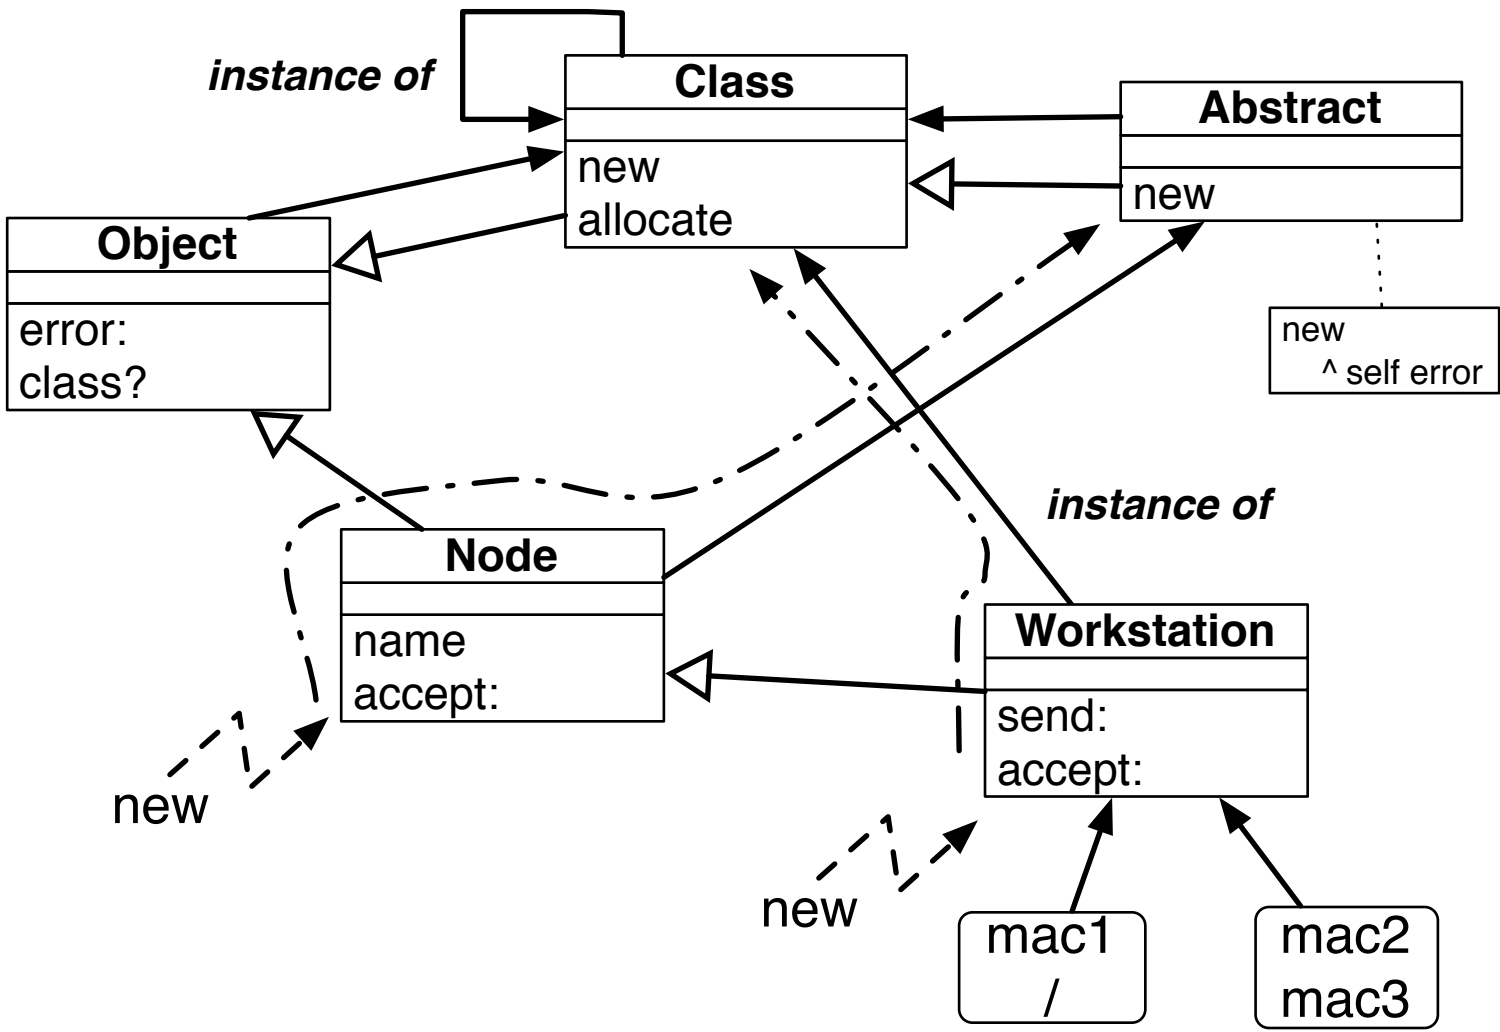 instance of
Class
new
allocate
Abstract
new
Object
error:
class?
new
^ self error
instance of
Node
name
accept:
Workstation
send:
accept:
new
new
mac1
/
mac2
mac3